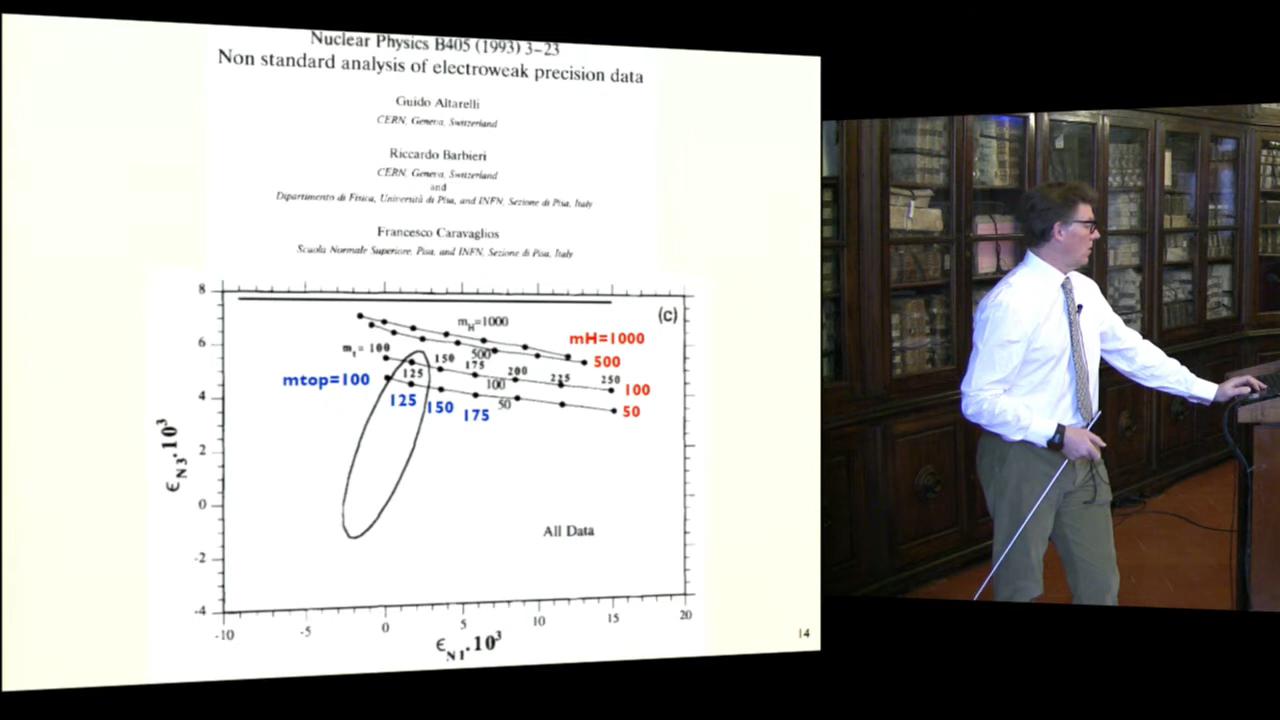 Nuclear Physics B405 (1993) 3–23
Non standard analysis of electroweak precision data
Guido Altarelli
CERN, Geneva, Switzerland
Riccardo Barbieri
CERN, Geneva, Switzerland
and
Dipartimento di Fisica, Università di Pisa, and INFN, Sezione di Pisa, Italy
Francesco Caravaglios
Scuola Normale Superiore, Pisa, and INFN, Sezione di Pisa, Italy
8
(c)
m_H=1000
mH=1000
6
m_t= 100
150
500
500
125
175
200
225
250
mtop=100
100
100
4
125
150
175
50
50
2
0
-2
-4
ϵ_N3·10³
All Data
-10
-5
0
5
10
15
20
ϵ_N1·10³
14